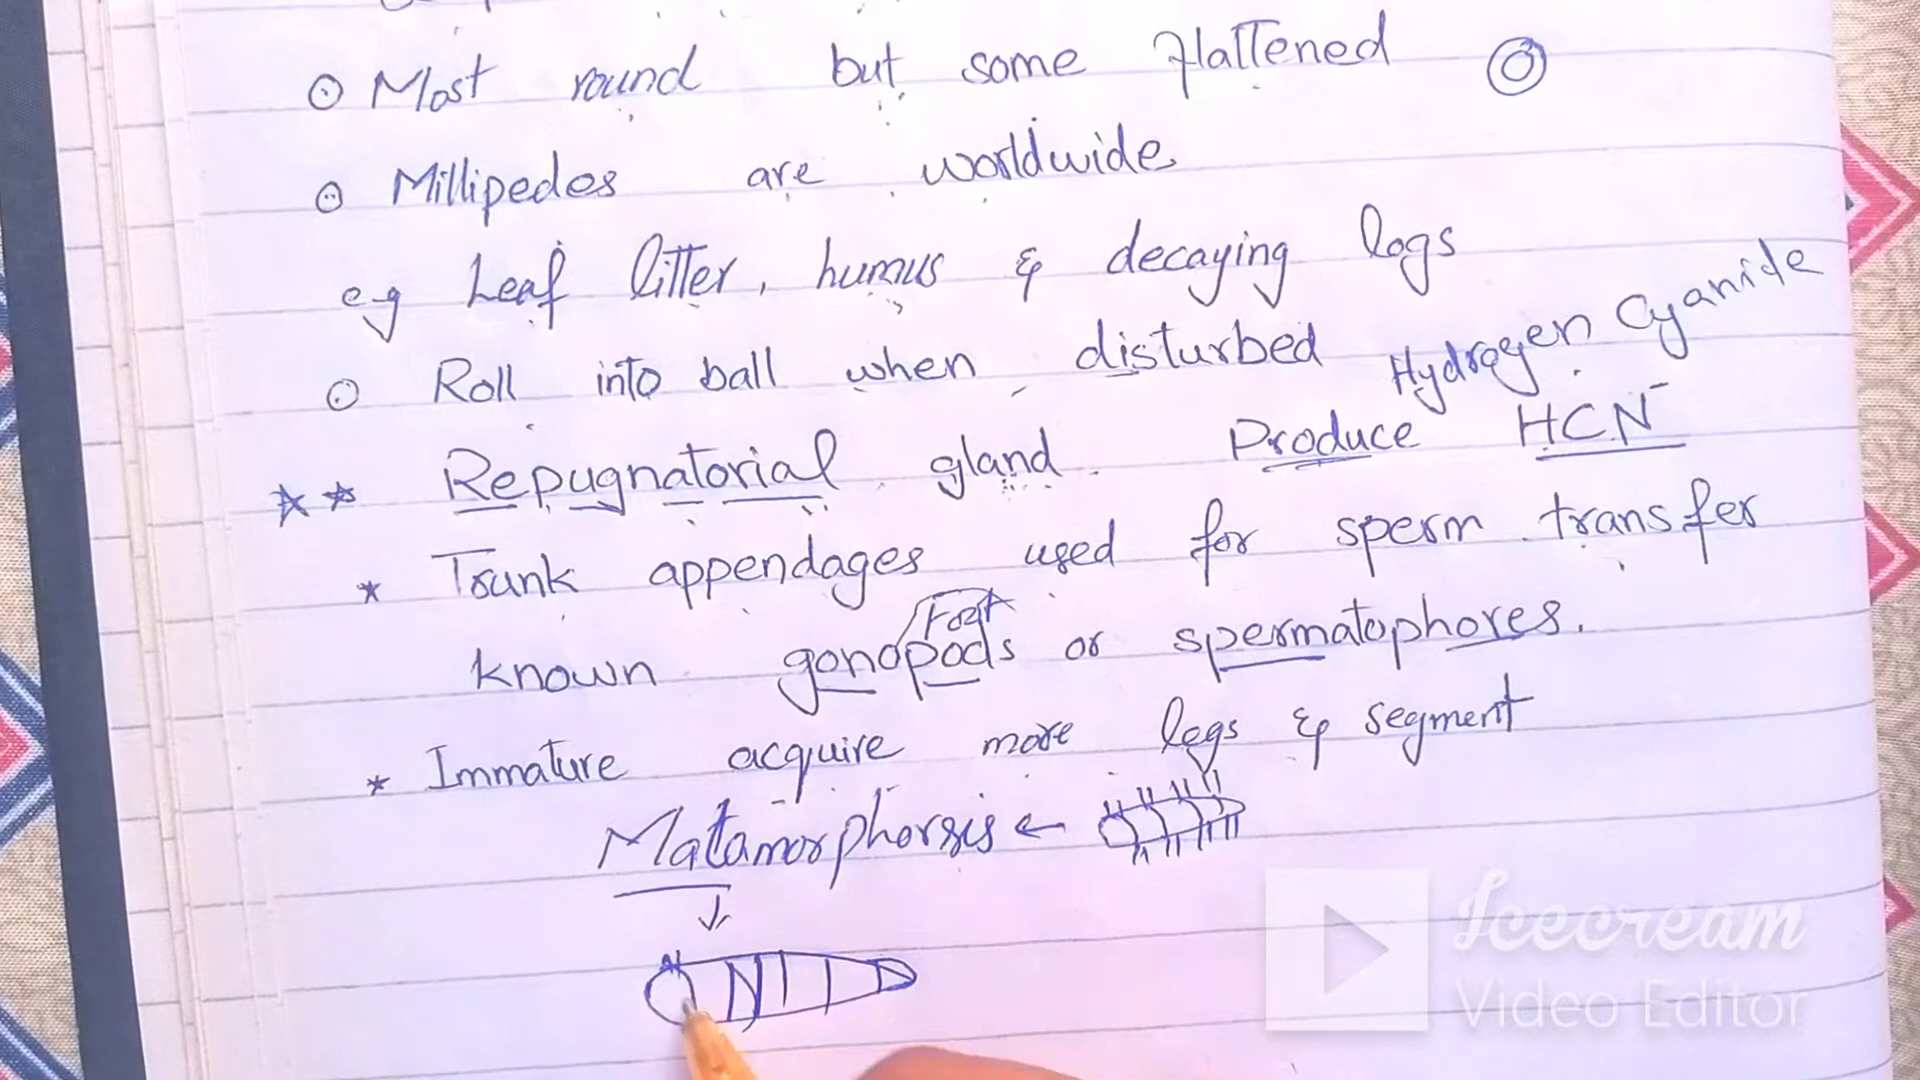 Most round but some flattened
Millipedes are worldwide
eg Leaf litter, humus & decaying logs
Roll into ball when disturbed Hydrogen Cyanide
** Repugnatorial gland. Produce HCN⁻
* Trunk appendages used for sperm transfer
Foot
known gonopods or spermatophores.
* Immature acquire more legs & segment
Matamorphorsis ←
Icecream
Video Editor